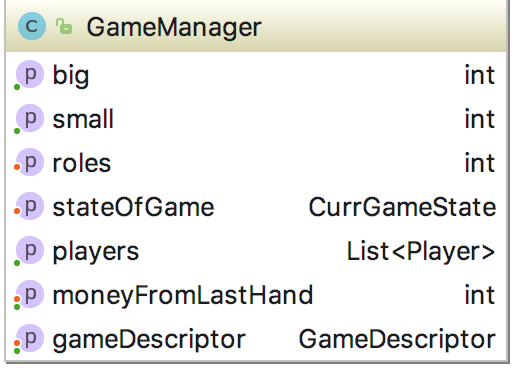 C GameManager
p big int
p small int
p roles int
p stateOfGame CurrGameState
p players List<Player>
p moneyFromLastHand int
p gameDescriptor GameDescriptor